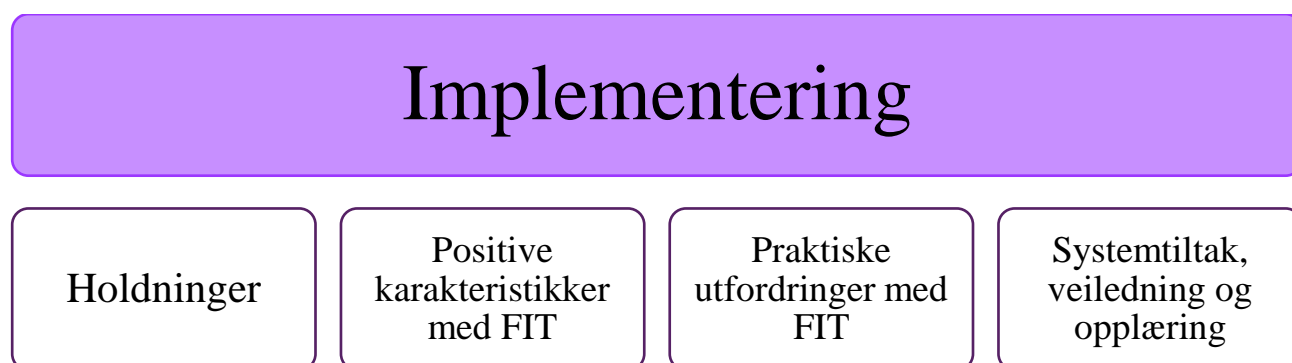 Implementering
Holdninger
Positive
karakteristikker
med FIT
Praktiske
utfordringer med
FIT
Systemtiltak,
veiledning og
opplæring